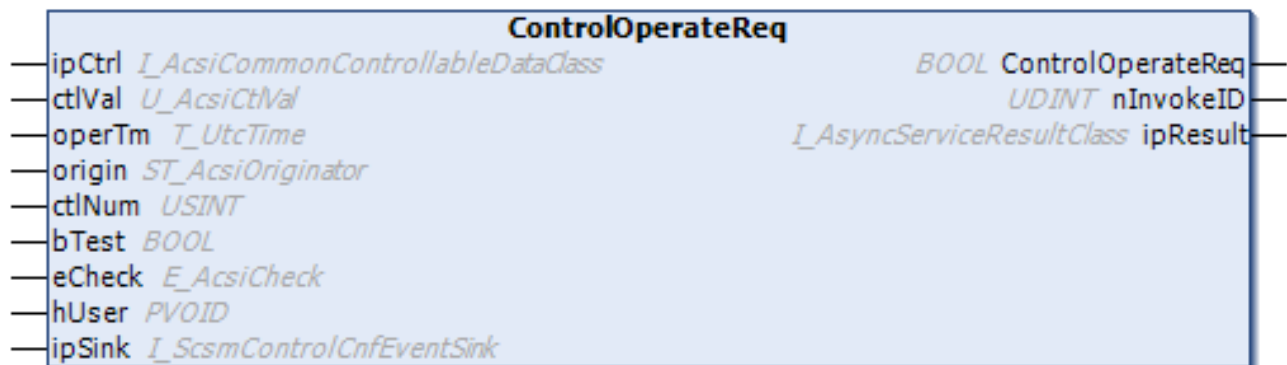 ControlOperateReq
ipCtrl I_AcsiCommonControllableDataClass BOOL ControlOperateReq
ctlVal U_AcsiCtlVal UDINT nInvokeID
operTm T_UtcTime I_AsyncServiceResultClass ipResult
origin ST_AcsiOriginator
ctlNum USINT
bTest BOOL
eCheck E_AcsiCheck
hUser PVOID
ipSink I_ScsmControlCnfEventSink